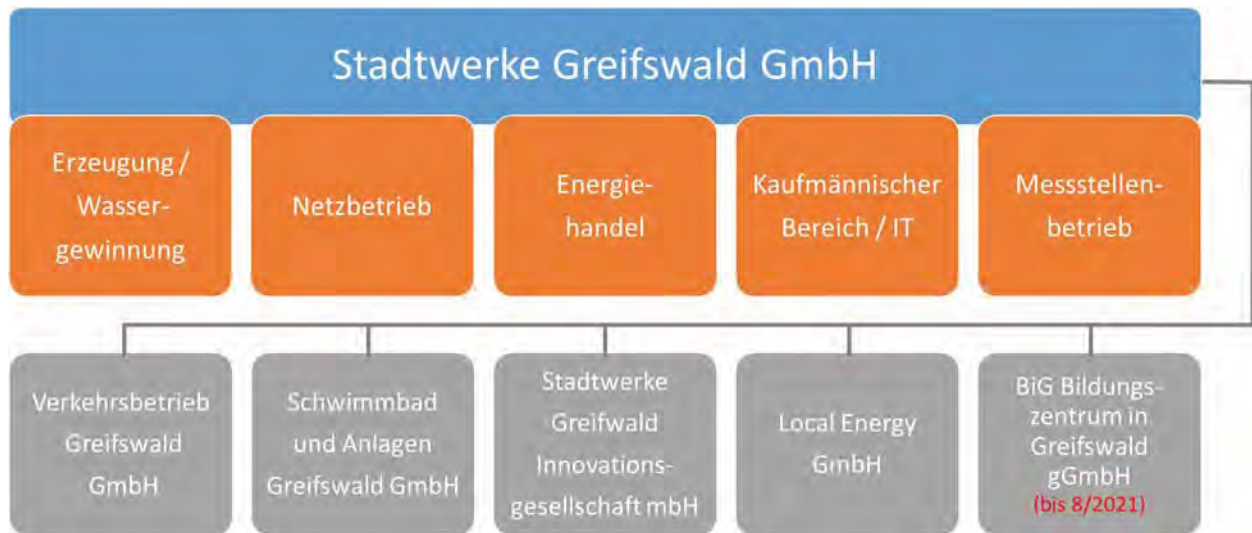 Stadtwerke Greifswald GmbH
Erzeugung /
Wasser-
gewinnung
Netzbetrieb
Energie-
handel
Kaufmännischer
Bereich / IT
Messstellen-
betrieb
Verkehrsbetrieb
Greifswald
GmbH
Schwimmbad
und Anlagen
Greifswald GmbH
Stadtwerke
Greifwald
Innovations-
gesellschaft mbH
Local Energy
GmbH
BiG Bildungs-
zentrum in
Greifswald
gGmbH
(bis 8/2021)